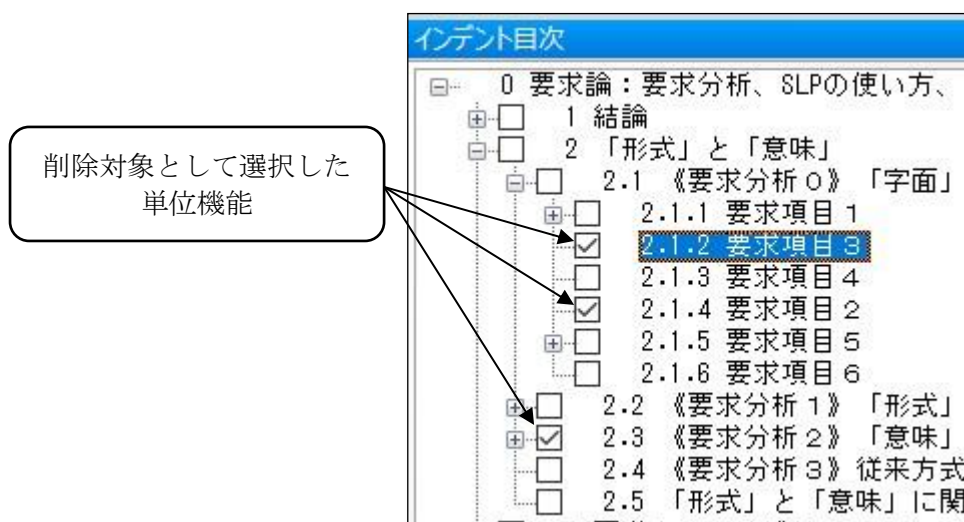 インデント目次
0 要求論：要求分析、SLPの使い方、
1 結論
2 「形式」と「意味」
削除対象として選択した
単位機能
2.1 《要求分析０》「字面」
2.1.1 要求項目１
2.1.2 要求項目３
2.1.3 要求項目４
2.1.4 要求項目２
2.1.5 要求項目５
2.1.6 要求項目６
2.2 《要求分析１》「形式」
2.3 《要求分析２》「意味」
2.4 《要求分析３》従来方式
2.5 「形式」と「意味」に関